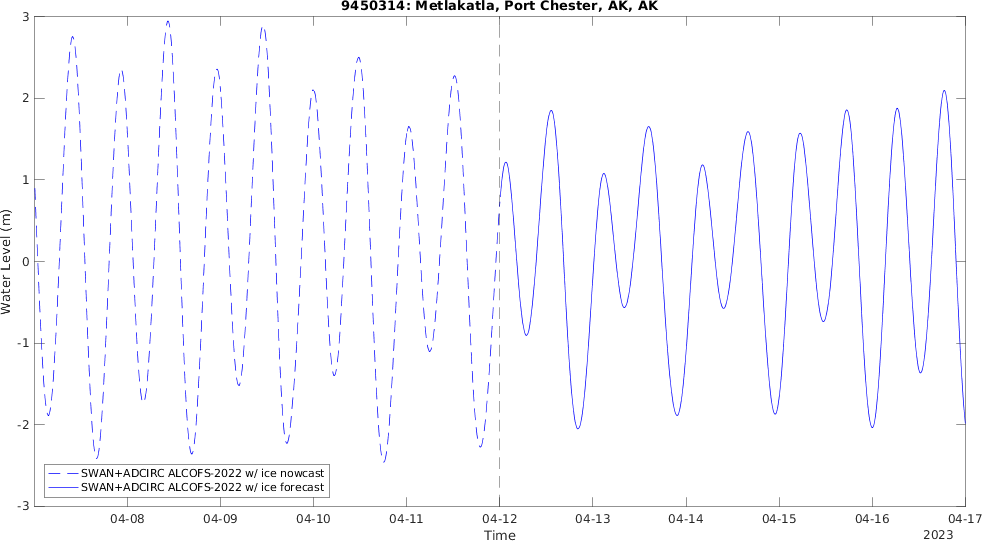 9450314: Metlakatla, Port Chester, AK, AK
3
2
1
0
-1
-2
-3
Water Level (m)
SWAN+ADCIRC ALCOFS-2022 w/ ice nowcast
SWAN+ADCIRC ALCOFS-2022 w/ ice forecast
04-08 04-09 04-10 04-11 04-12 04-13 04-14 04-15 04-16 04-17
Time
2023